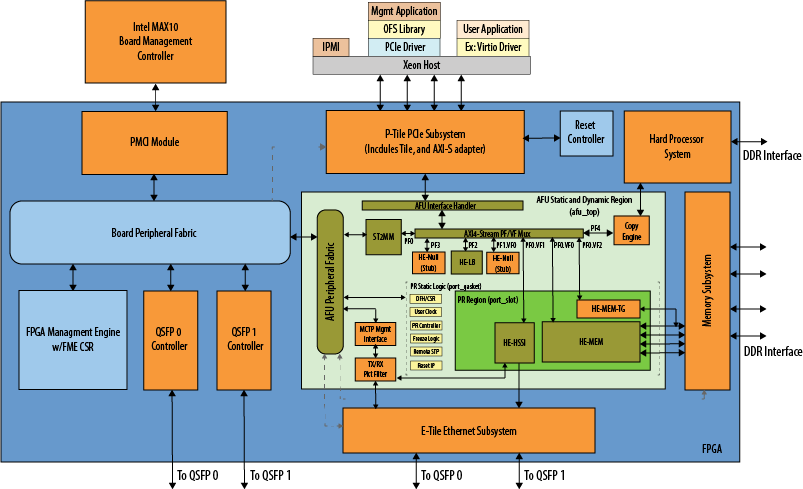 Intel MAX10
Board Management
Controller
Mgmt Application
OFS Library
PCIe Driver
IPMI
User Application
Ex: Virtio Driver
Xeon Host
PMCI Module
P-Tile PCIe Subsystem
(Incdules Tile, and AXI-S adapter)
Reset
Controller
Hard Processor
System
DDR Interface
Board Peripheral Fabric
AFU Peripheral Fabric
AFU Interface Handler
AFU Static and Dynamic Region
(afu_top)
ST2MM
PF0
AXI4-Stream PF/VF Mux
PF4
Copy
Engine
PF3
PF2
PF1.VF0
PF0.VF1
PF0.VF0
PF0.VF2
HE-Null
(Stub)
HE-LB
HE-Null
(Stub)
PR Static Logic (port_gasket)
DFH/CSR
User Clock
PR Controller
Freeze Logic
Remote STP
Reset IP
PR Region (port_slot)
HE-MEM-TG
HE-HSSI
HE-MEM
Memory Subsystem
DDR Interface
FPGA Managment Engine
w/FME CSR
QSFP 0
Controller
QSFP 1
Controller
MCTP Mgmt
Interface
TX/RX
Pkt Filter
E-Tile Ethernet Subsystem
FPGA
To QSFP 0
To QSFP 1
To QSFP 0
To QSFP 1